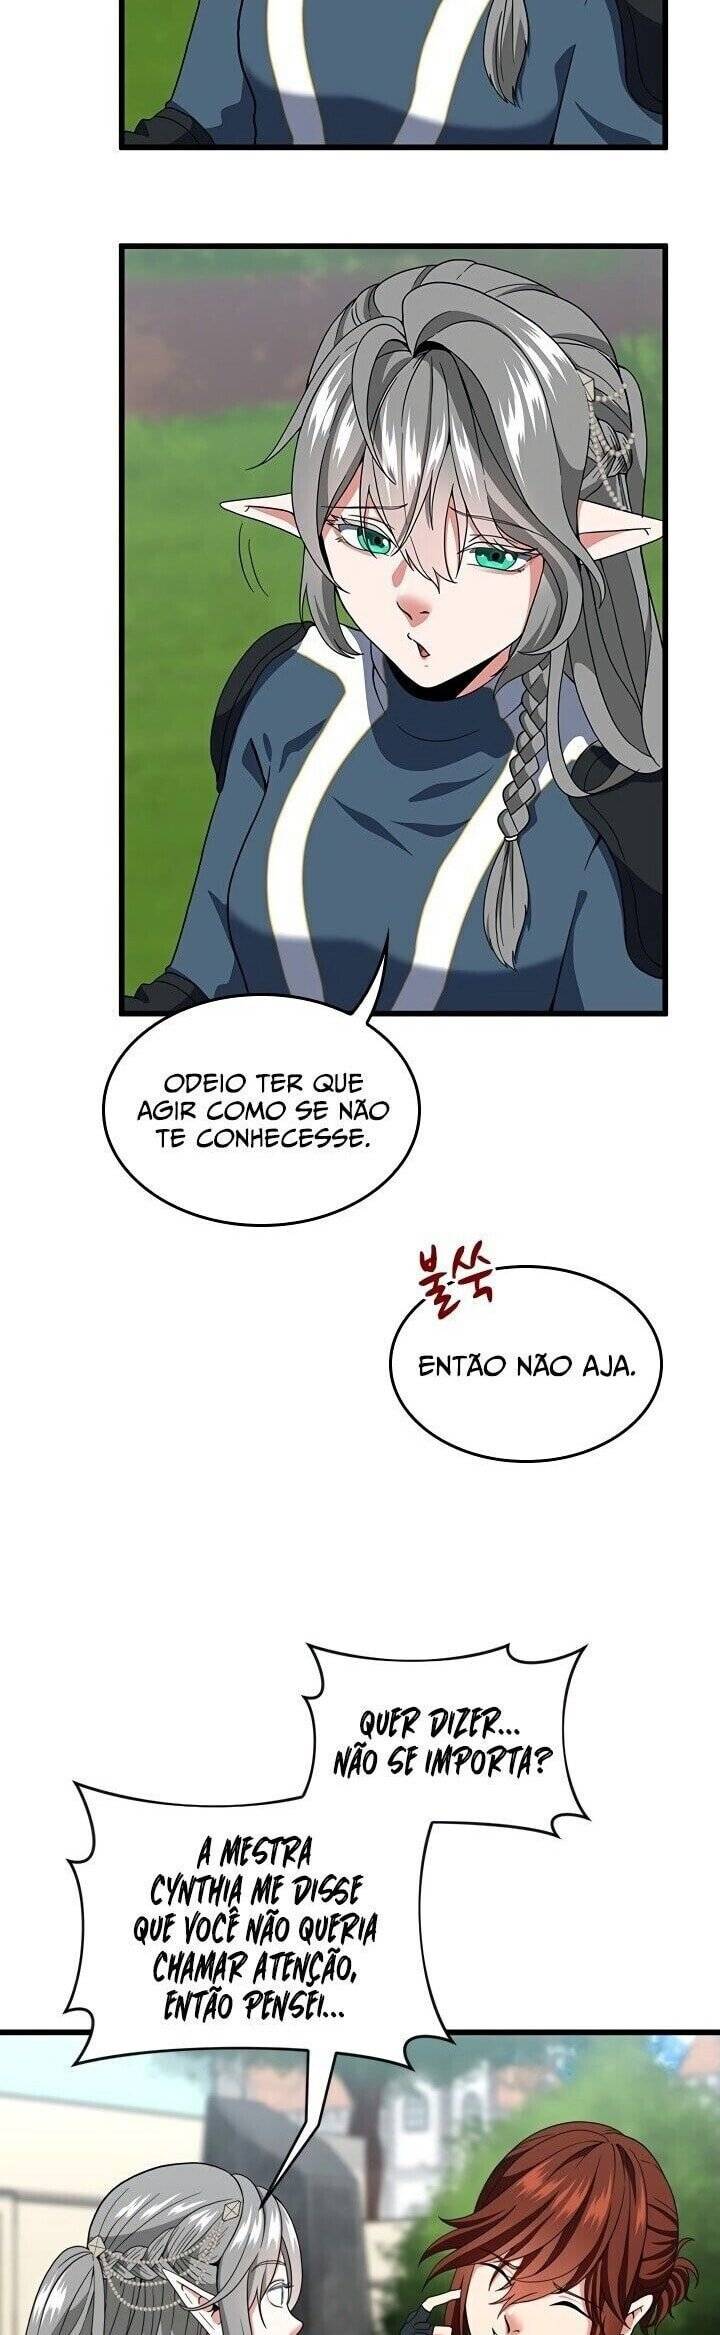 ODEIO TER QUE
AGIR COMO SE NÃO
TE CONHECESSE.
불쑥
ENTÃO NÃO AJA.
QUER DIZER...
NÃO SE IMPORTA?
A MESTRA
CYNTHIA ME DISSE
QUE VOCÊ NÃO QUERIA
CHAMAR ATENÇÃO,
ENTÃO PENSEI...